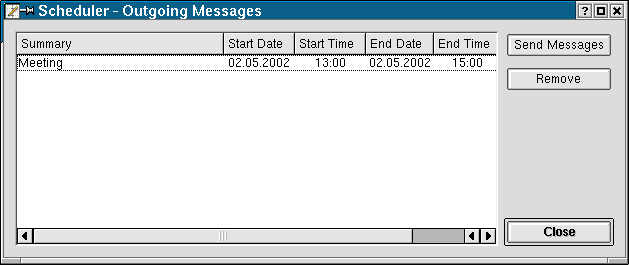 Scheduler - Outgoing Messages
Summary Start Date Start Time End Date End Time
Meeting 02.05.2002 13:00 02.05.2002 15:00
Send Messages
Remove
Close